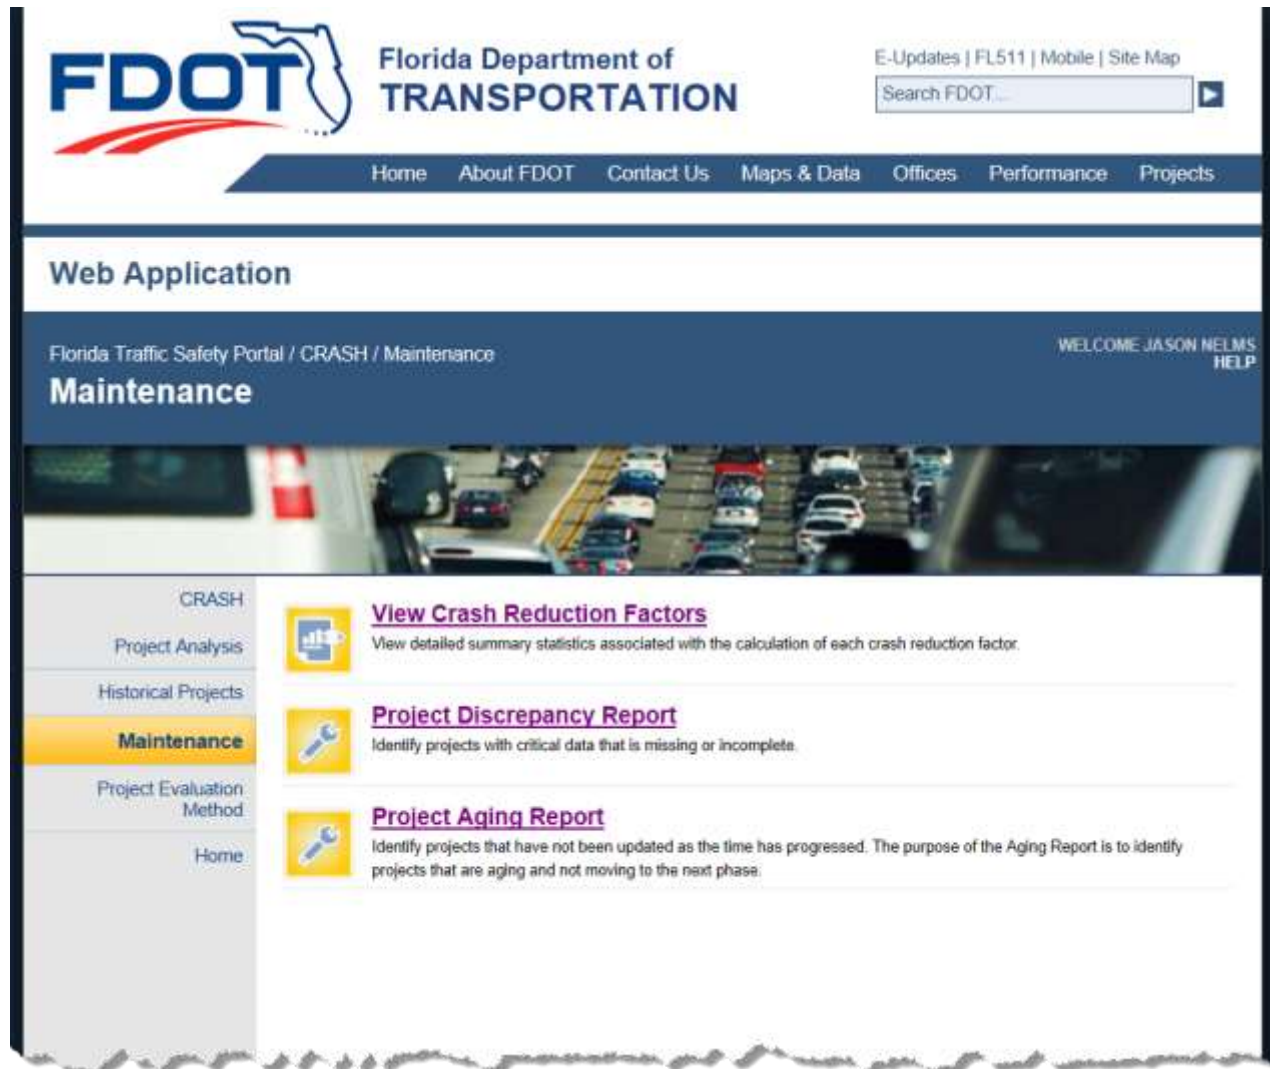 FDOT
Florida Department of
TRANSPORTATION
E-Updates | FL511 | Mobile | Site Map
Search FDOT...
Home About FDOT Contact Us Maps & Data Offices Performance Projects
Web Application
Florida Traffic Safety Portal / CRASH / Maintenance
WELCOME JASON NELMS
HELP
Maintenance
CRASH
Project Analysis
Historical Projects
Maintenance
Project Evaluation
Method
Home
View Crash Reduction Factors
View detailed summary statistics associated with the calculation of each crash reduction factor.
Project Discrepancy Report
Identify projects with critical data that is missing or incomplete.
Project Aging Report
Identify projects that have not been updated as the time has progressed. The purpose of the Aging Report is to identify
projects that are aging and not moving to the next phase.